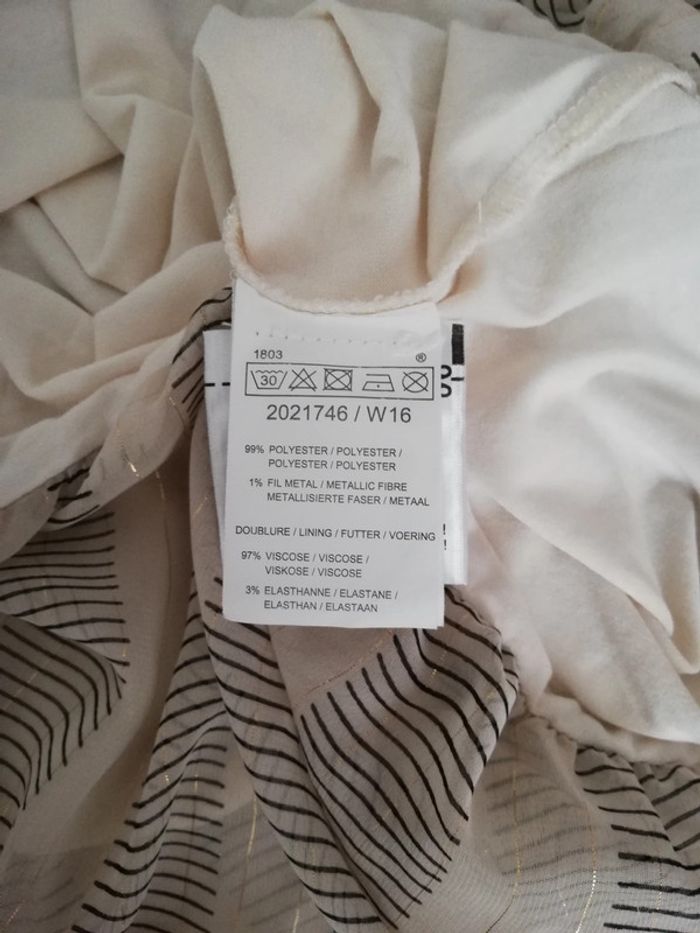 1803 ®
30
2021746 / W16
99% POLYESTER / POLYESTER /
POLYESTER / POLYESTER
1% FIL METAL / METALLIC FIBRE
METALLISIERTE FASER / METAAL
DOUBLURE / LINING / FUTTER / VOERING
97% VISCOSE / VISCOSE /
VISKOSE / VISCOSE
3% ELASTHANNE / ELASTANE /
ELASTHAN / ELASTAAN